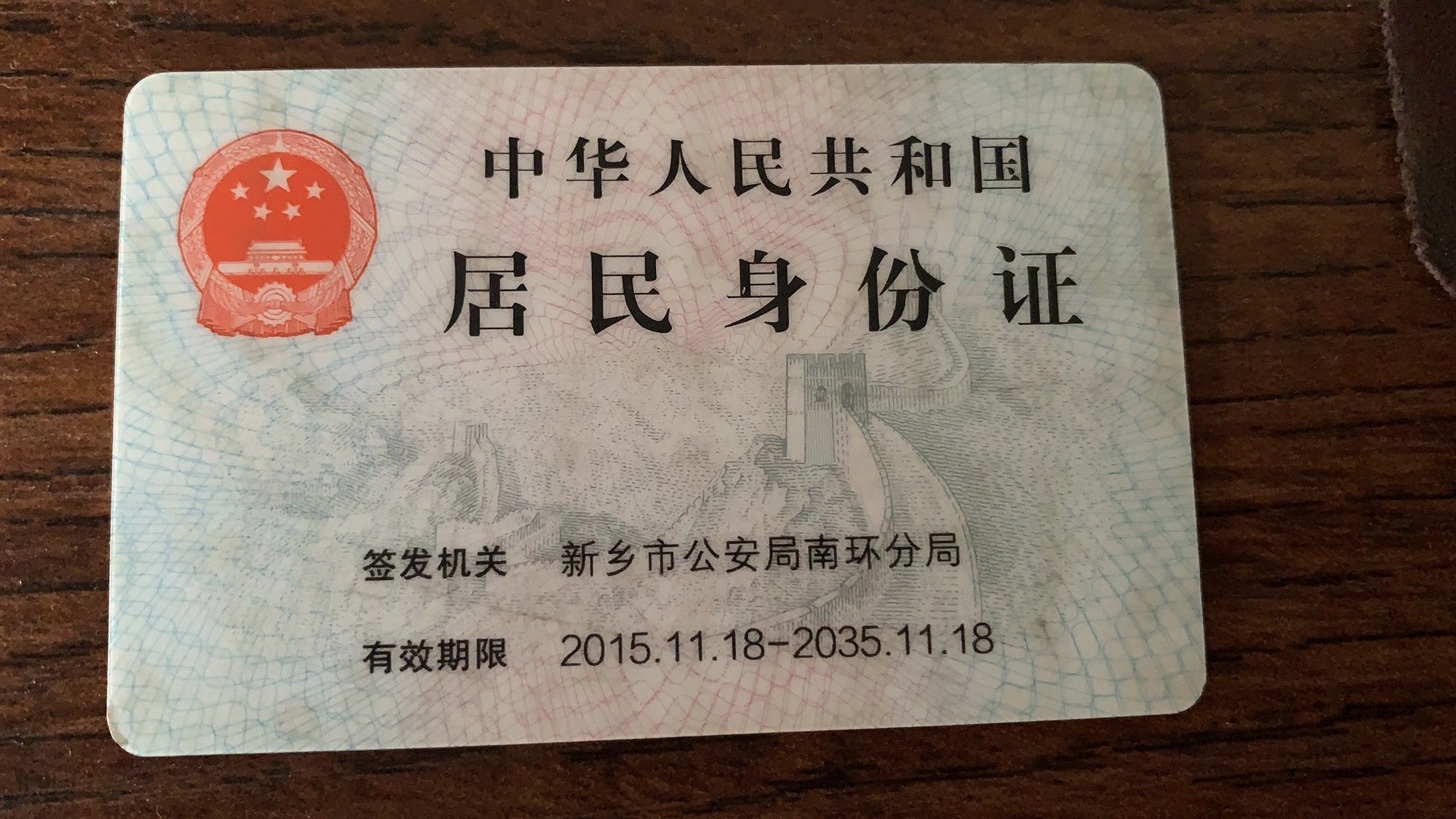 中华人民共和国
居民身份证
签发机关 新乡市公安局南环分局
有效期限 2015.11.18-2035.11.18